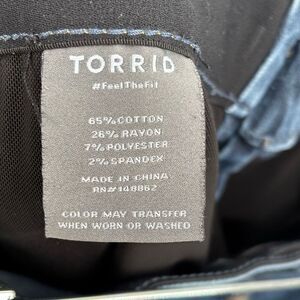 TORRID
#FeelTheFit
65% COTTON
26% RAYON
7% POLYESTER
2% SPANDEX
MADE IN CHINA
RN# 148862
COLOR MAY TRANSFER
WHEN WORN OR WASHED